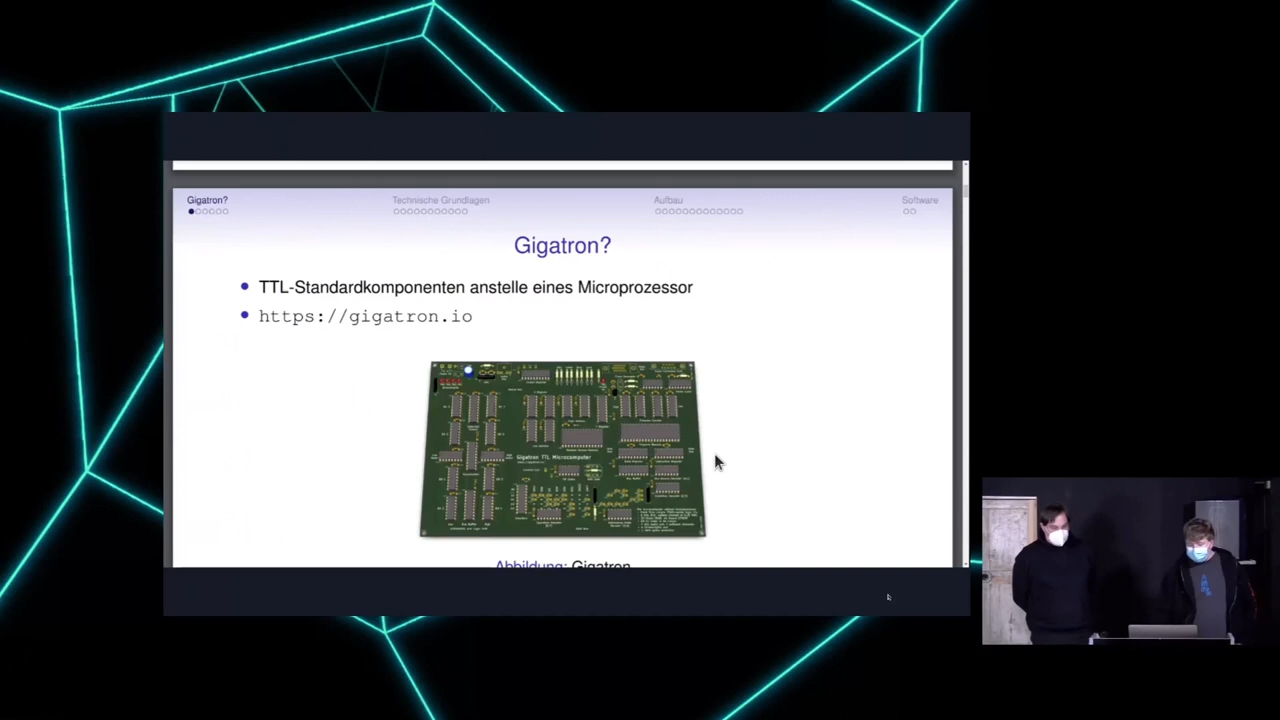 Gigatron?
Technische Grundlagen
Aufbau
Software
Gigatron?
TTL-Standardkomponenten anstelle eines Microprozessor
https://gigatron.io
Gigatron TTL Microcomputer
Abbildung: Gigatron